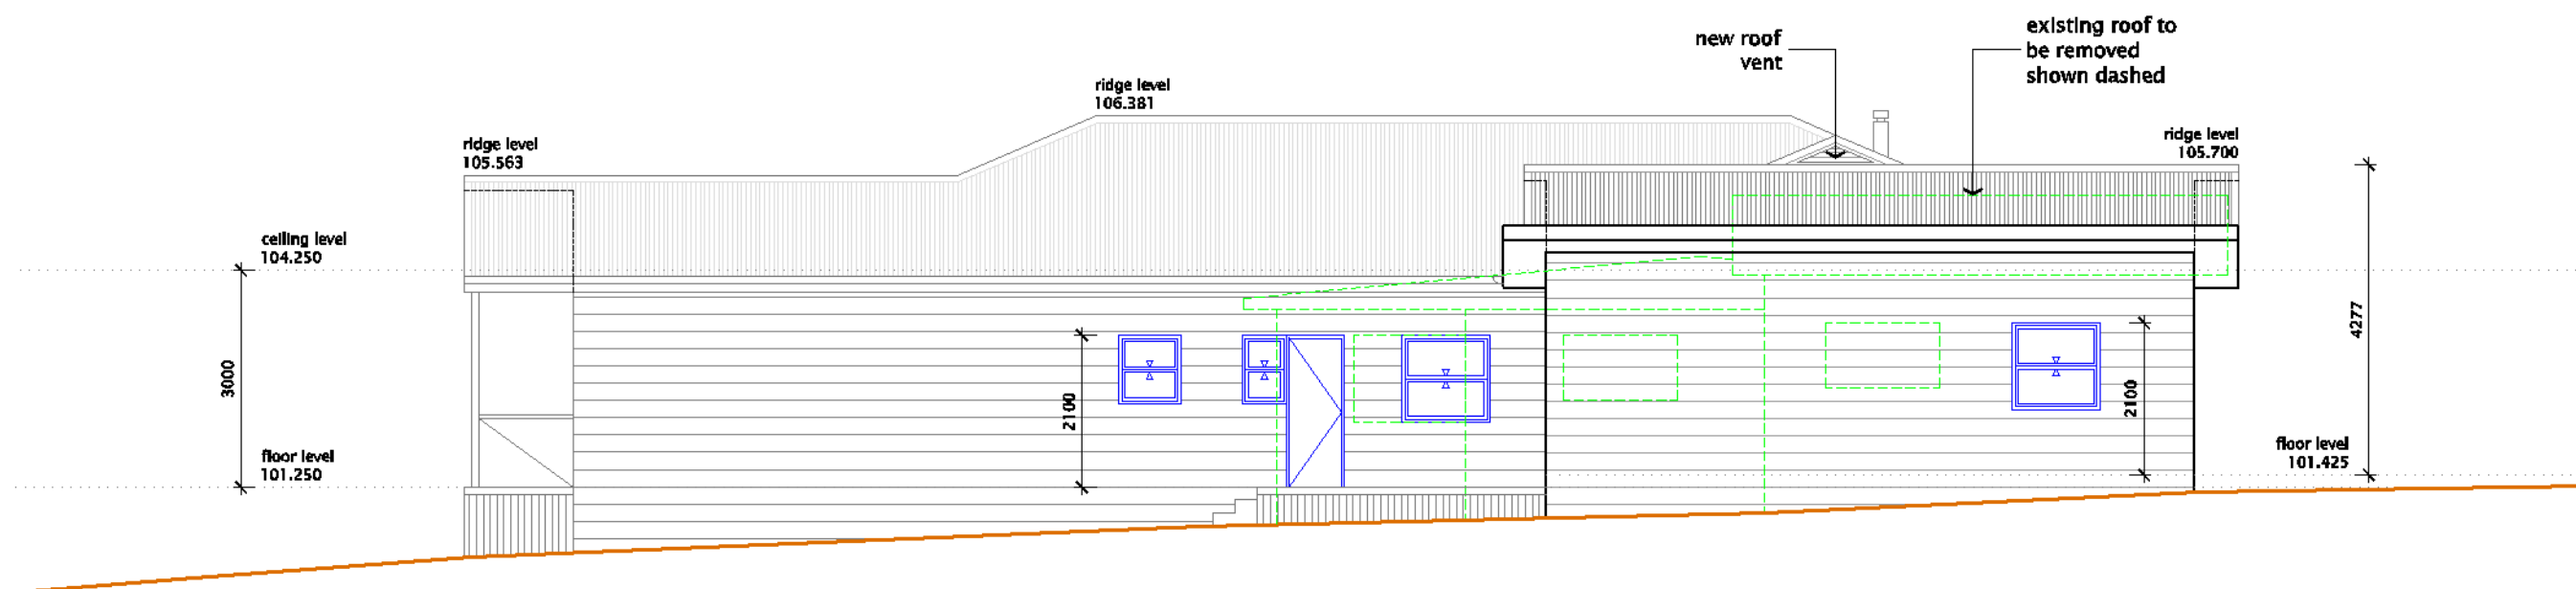 new roof
vent
existing roof to
be removed
shown dashed
ridge level
106.381
ridge level
105.563
ridge level
105.700
ceiling level
104.250
3000
floor level
101.250
2100
2100
4277
floor level
101.425